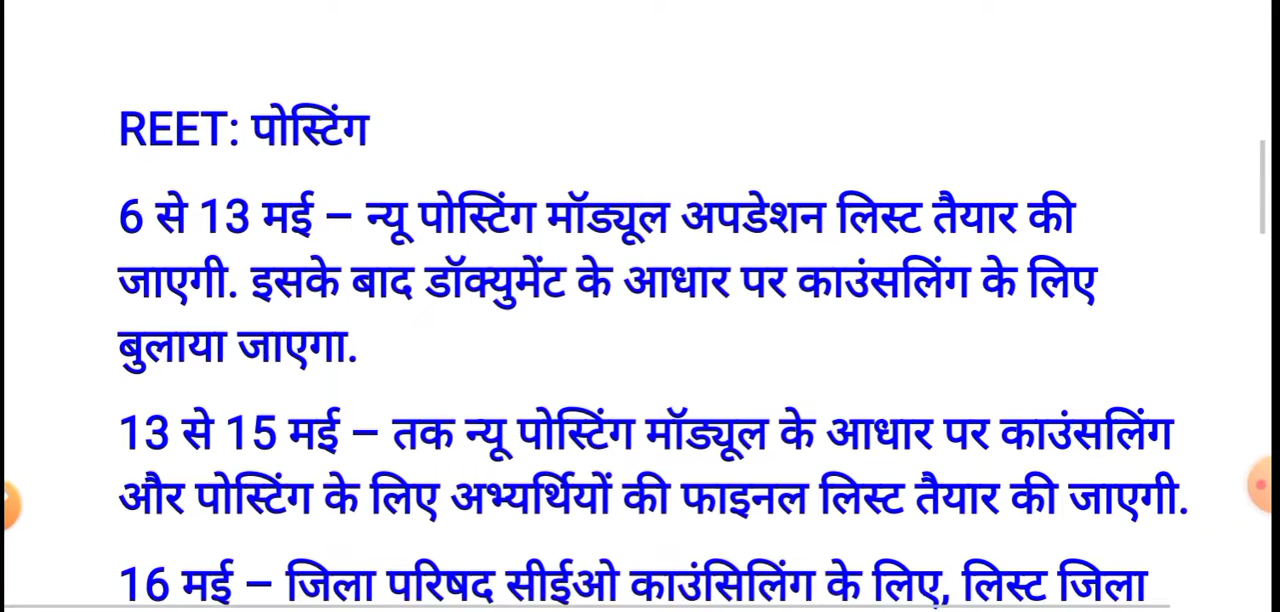 REET: पोस्टिंग
6 से 13 मई – न्यू पोस्टिंग मॉड्यूल अपडेशन लिस्ट तैयार की
जाएगी. इसके बाद डॉक्युमेंट के आधार पर काउंसलिंग के लिए
बुलाया जाएगा.
13 से 15 मई – तक न्यू पोस्टिंग मॉड्यूल के आधार पर काउंसलिंग
और पोस्टिंग के लिए अभ्यर्थियों की फाइनल लिस्ट तैयार की जाएगी.
16 मई – जिला परिषद सीईओ काउंसिलिंग के लिए, लिस्ट जिला